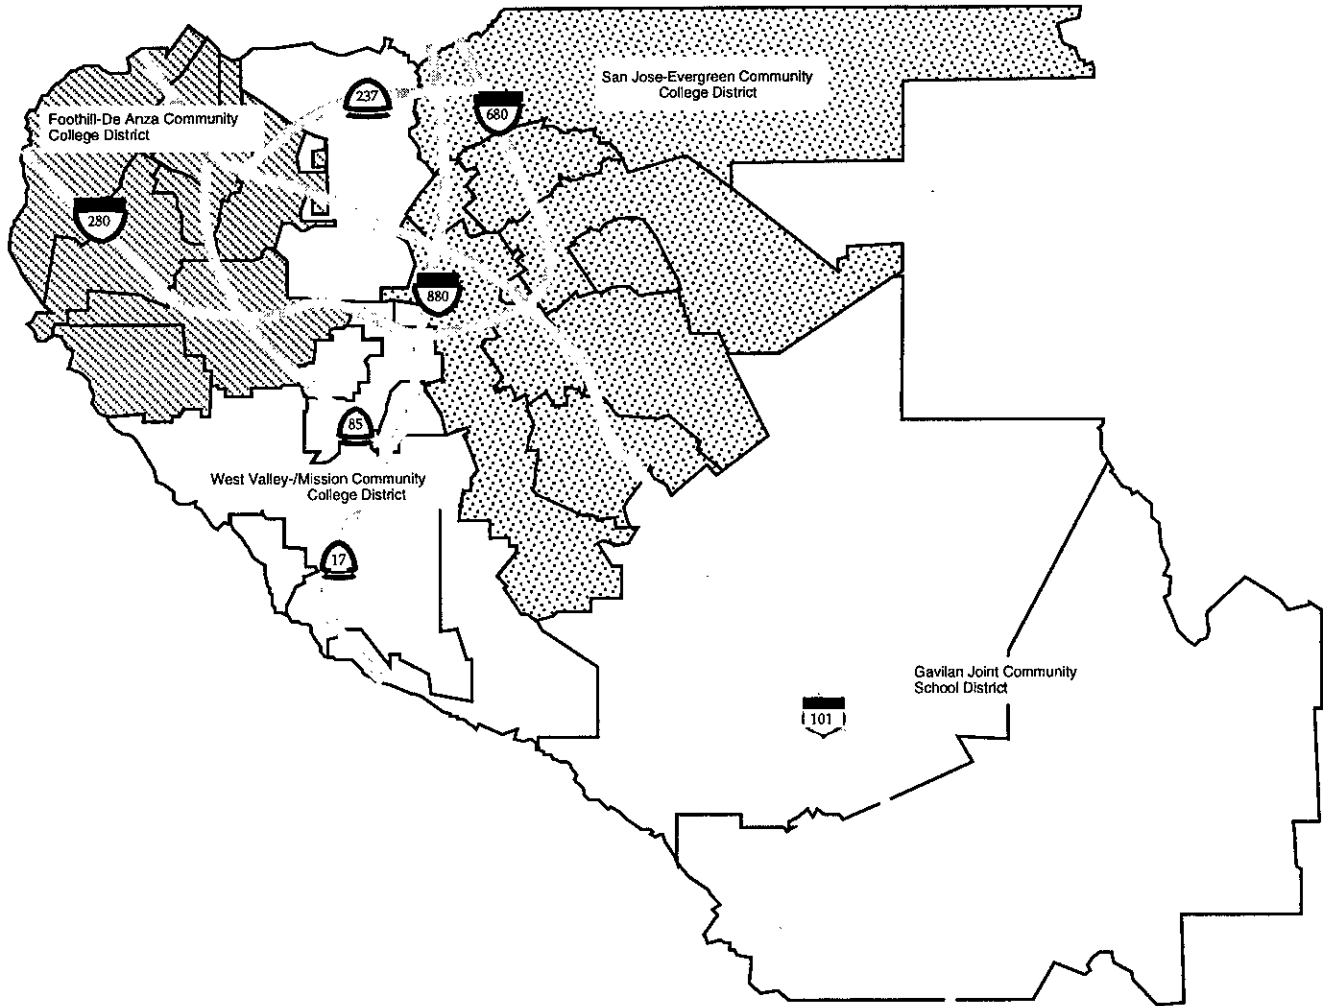 San Jose-Evergreen Community
College District
237
680
Foothill-De Anza Community
College District
280
880
85
West Valley-/Mission Community
College District
17
Gavilan Joint Community
School District
101